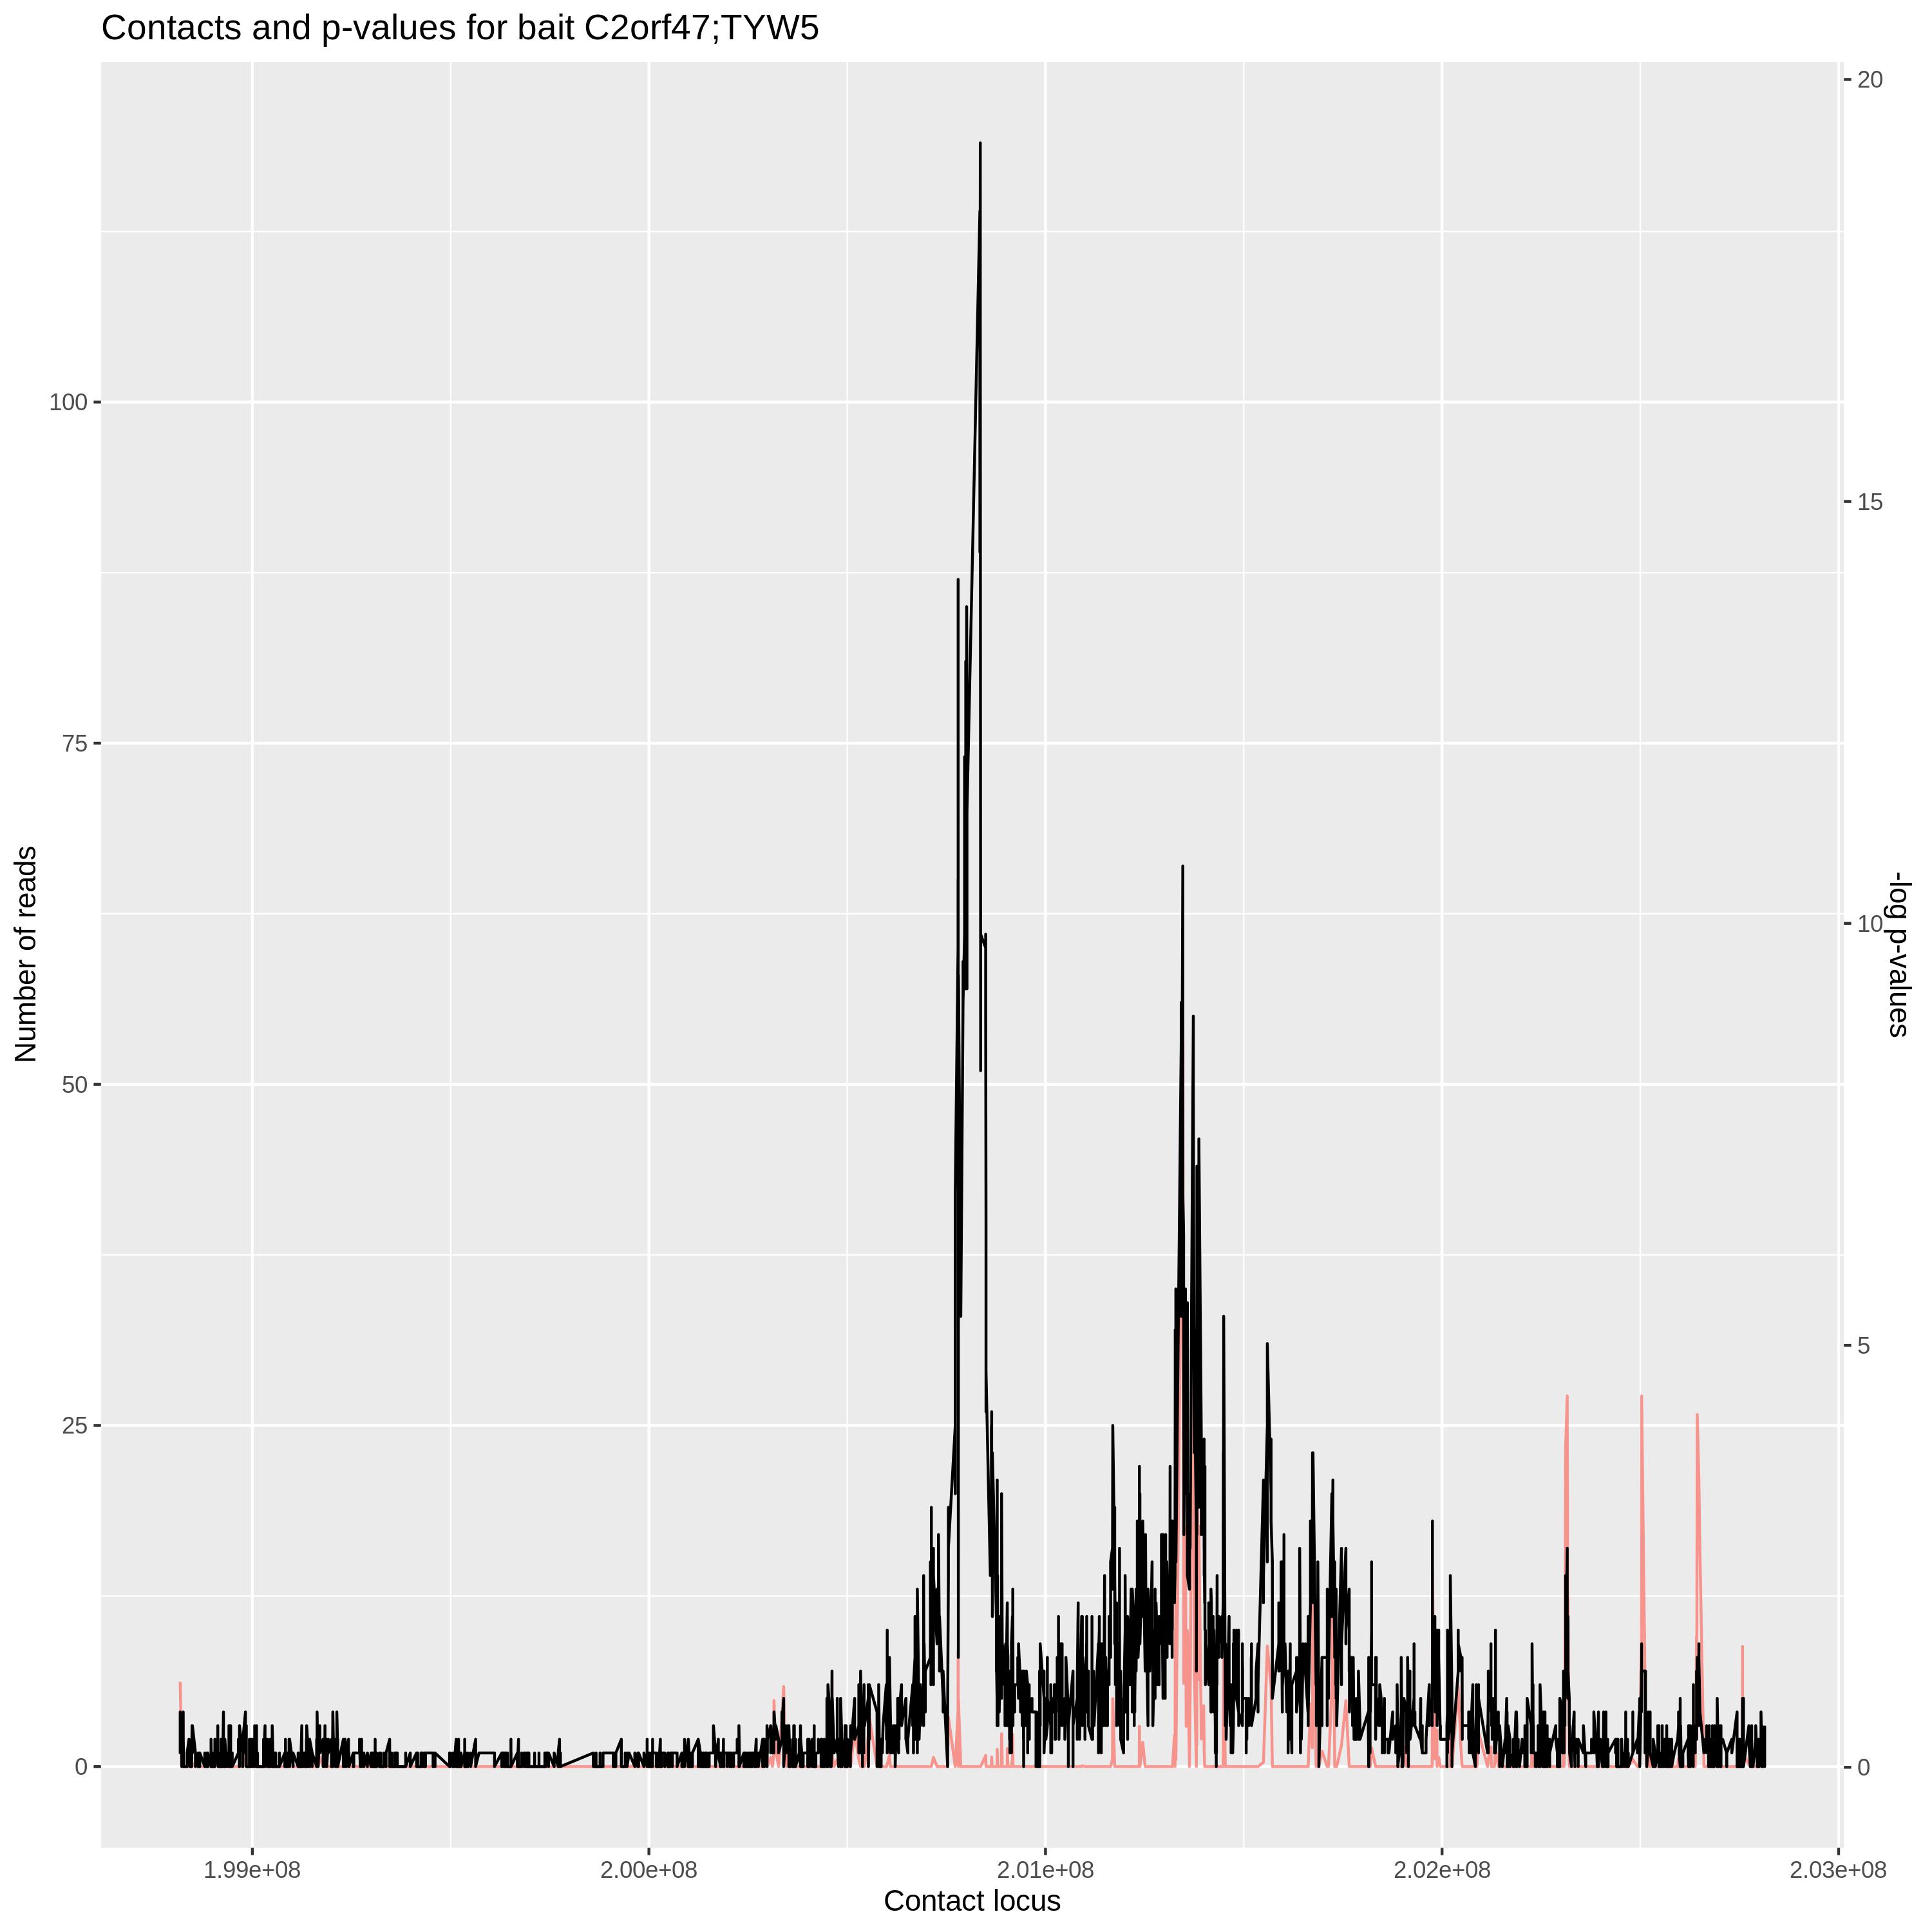 Contacts and p-values for bait C2orf47;TYW5
Number of reads
100
75
50
25
0
20
15
10
5
0
-log p-values
1.99e+08
2.00e+08
2.01e+08
2.02e+08
2.03e+08
Contact locus